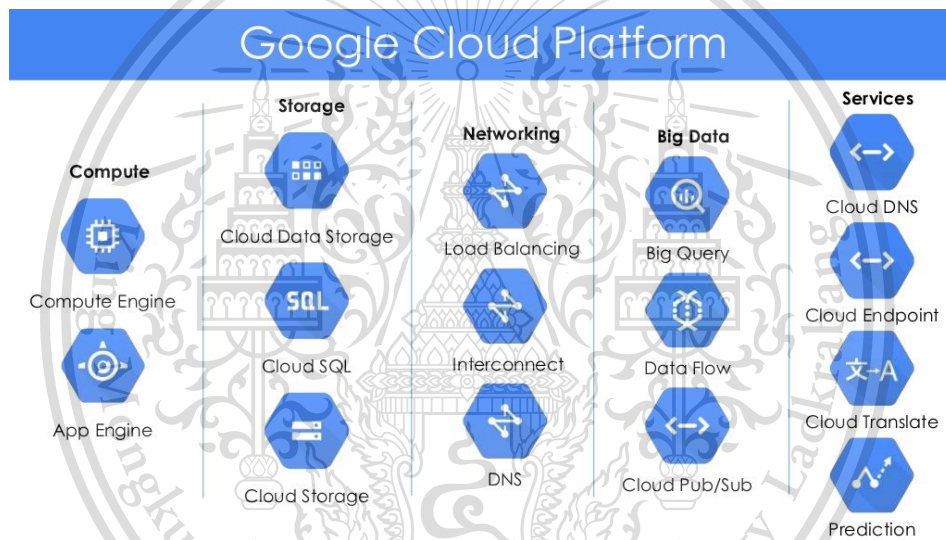 Google Cloud Platform
Compute
Compute Engine
App Engine
Storage
Cloud Data Storage
SQL
Cloud SQL
Cloud Storage
Networking
Load Balancing
Interconnect
DNS
Big Data
Big Query
Data Flow
Cloud Pub/Sub
Services
Cloud DNS
Cloud Endpoint
文→A
Cloud Translate
Prediction